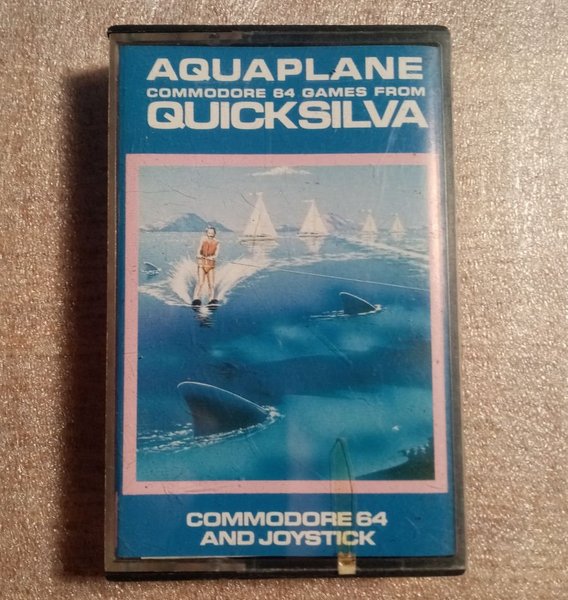 AQUAPLANE
COMMODORE 64 GAMES FROM
QUICKSILVA
COMMODORE 64
AND JOYSTICK